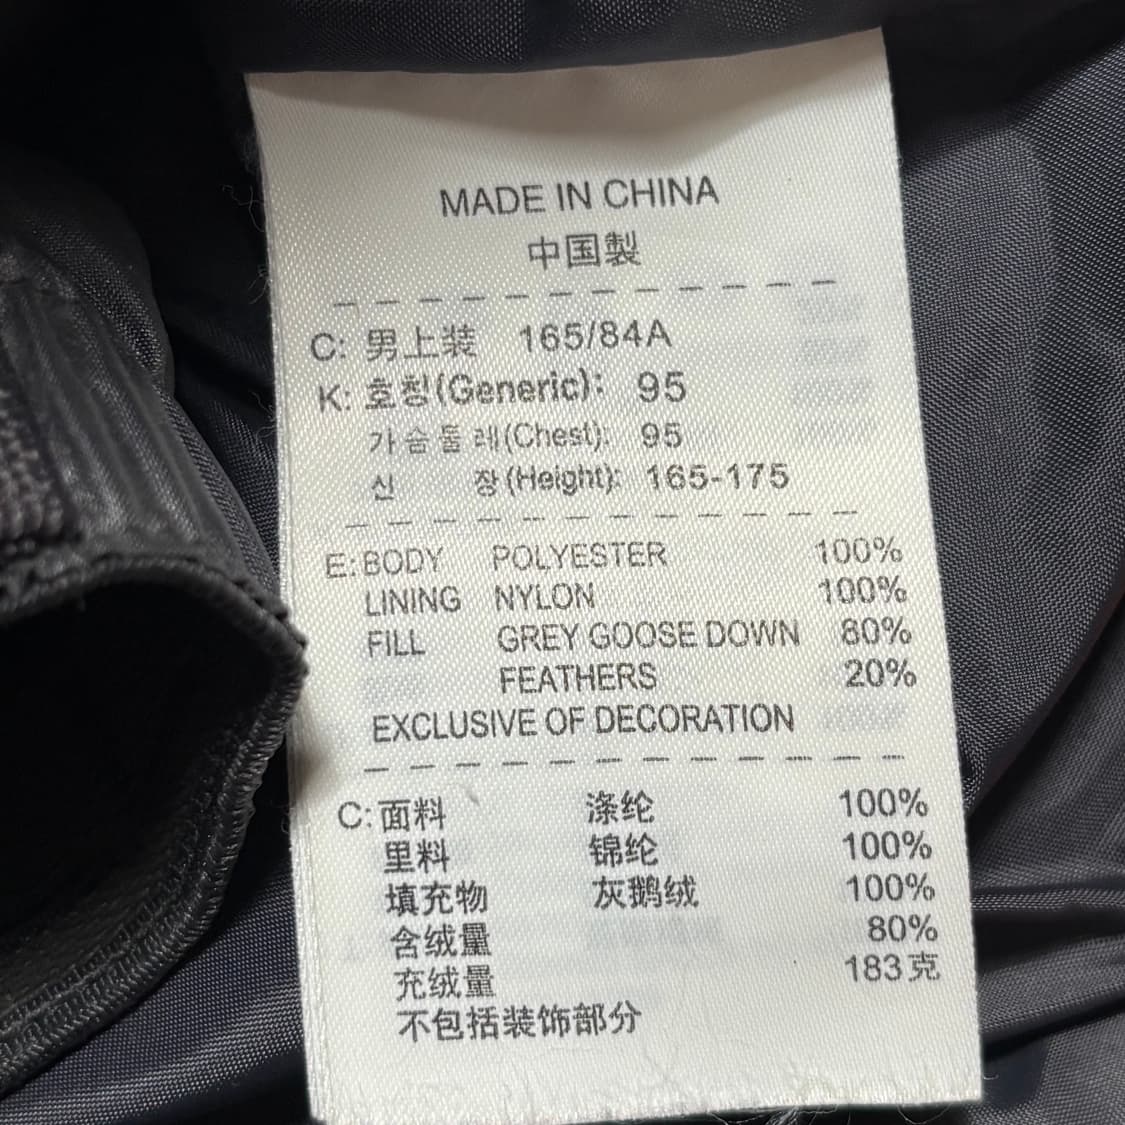 MADE IN CHINA
中国製
C: 男上装 165/84A
K: 호칭(Generic): 95
가슴둘레(Chest): 95
신 장(Height): 165-175
E: BODY POLYESTER 100%
LINING NYLON 100%
FILL GREY GOOSE DOWN 80%
FEATHERS 20%
EXCLUSIVE OF DECORATION
C: 面料 涤纶 100%
里料 锦纶 100%
填充物 灰鹅绒 100%
含绒量 80%
充绒量 183克
不包括装饰部分